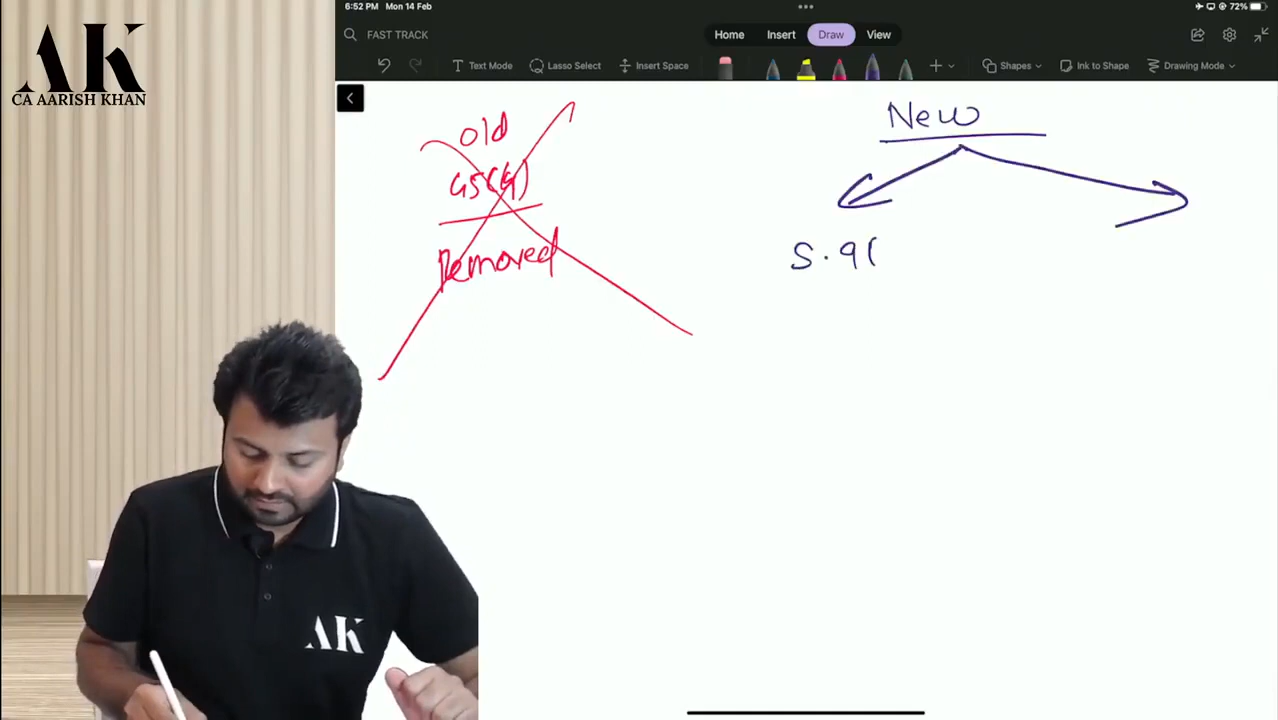 6:52 PM Mon 14 Feb
72%
FAST TRACK
Home Insert Draw View
Text Mode Lasso Select Insert Space Shapes Ink to Shape Drawing Mode
AK
CA AARISH KHAN
Old
45(4)
Removed
New
S. 9(
AK